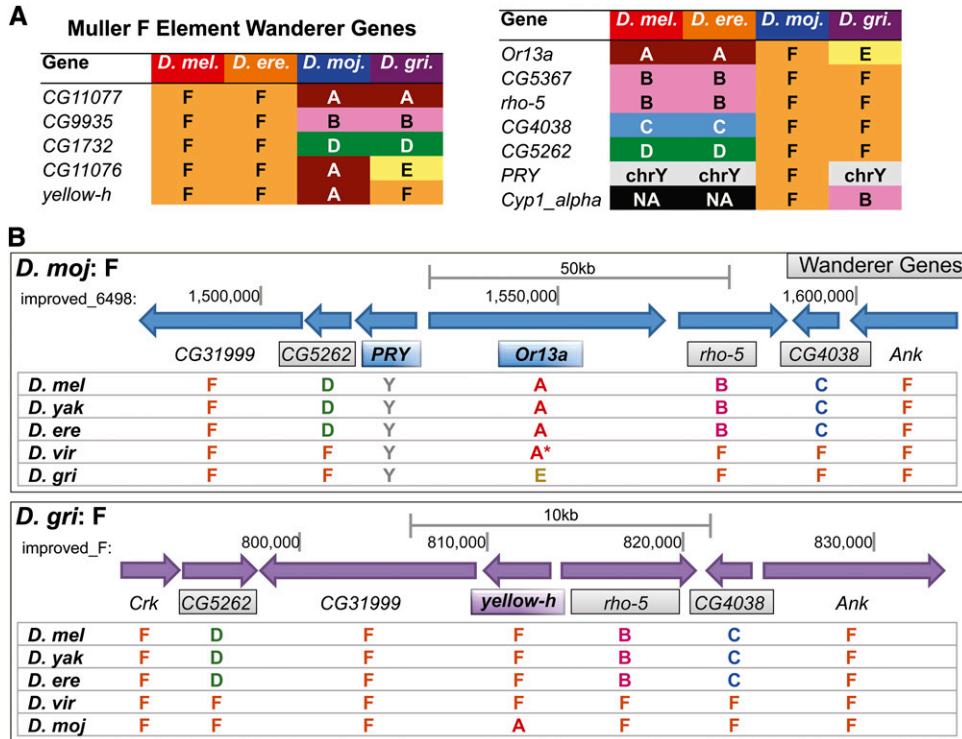 A
Muller F Element Wanderer Genes
Gene D. mel. D. ere. D. moj. D. gri.
CG11077 F F A A
CG9935 F F B B
CG1732 F F D D
CG11076 F F A E
yellow-h F F A F
Gene D. mel. D. ere. D. moj. D. gri.
Or13a A A F E
CG5367 B B F F
rho-5 B B F F
CG4038 C C F F
CG5262 D D F F
PRY chrY chrY F chrY
Cyp1_alpha NA NA F B
B
D. moj: F
50kb
Wanderer Genes
improved_6498: 1,500,000 1,550,000 1,600,000
CG31999 CG5262 PRY Or13a rho-5 CG4038 Ank
D. mel F D Y A B C F
D. yak F D Y A B C F
D. ere F D Y A B C F
D. vir F F Y A* F F F
D. gri F F Y E F F F
D. gri: F
10kb
improved_F: 800,000 810,000 820,000 830,000
Crk CG5262 CG31999 yellow-h rho-5 CG4038 Ank
D. mel F D F F B C F
D. yak F D F F B C F
D. ere F D F F B C F
D. vir F F F F F F F
D. moj F F F A F F F